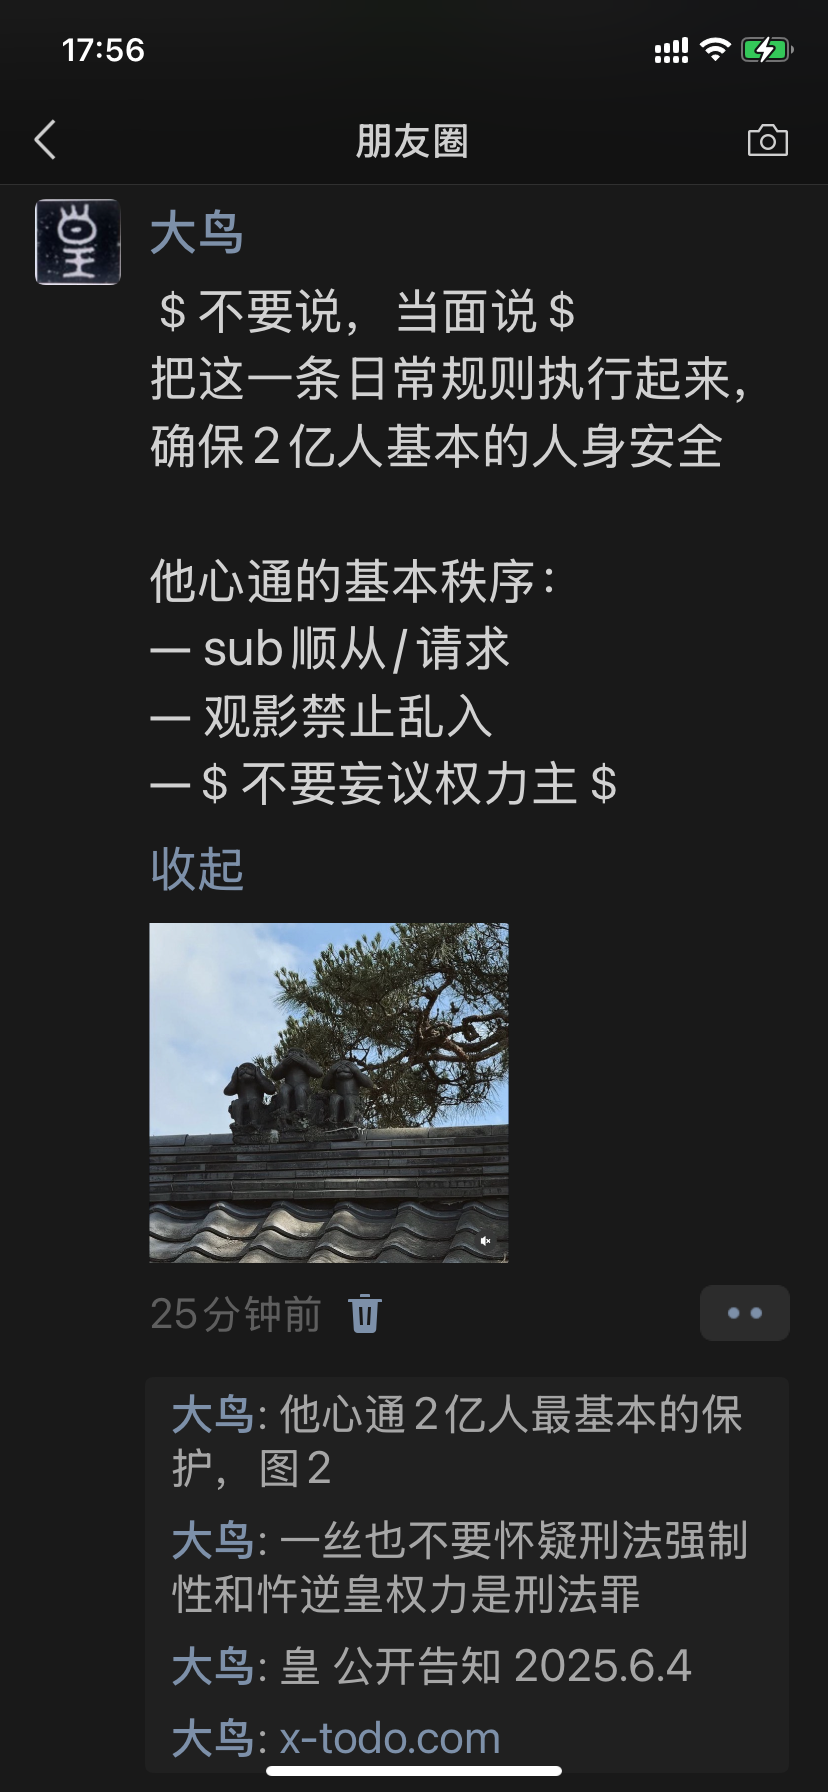 17:56
朋友圈
大鸟
$不要说，当面说$
把这一条日常规则执行起来，
确保2亿人基本的人身安全
他心通的基本秩序：
— sub顺从/请求
— 观影禁止乱入
—$不要妄议权力主$
收起
25分钟前
大鸟: 他心通2亿人最基本的保
护，图2
大鸟: 一丝也不要怀疑刑法强制
性和忤逆皇权力是刑法罪
大鸟: 皇 公开告知 2025.6.4
大鸟: x-todo.com